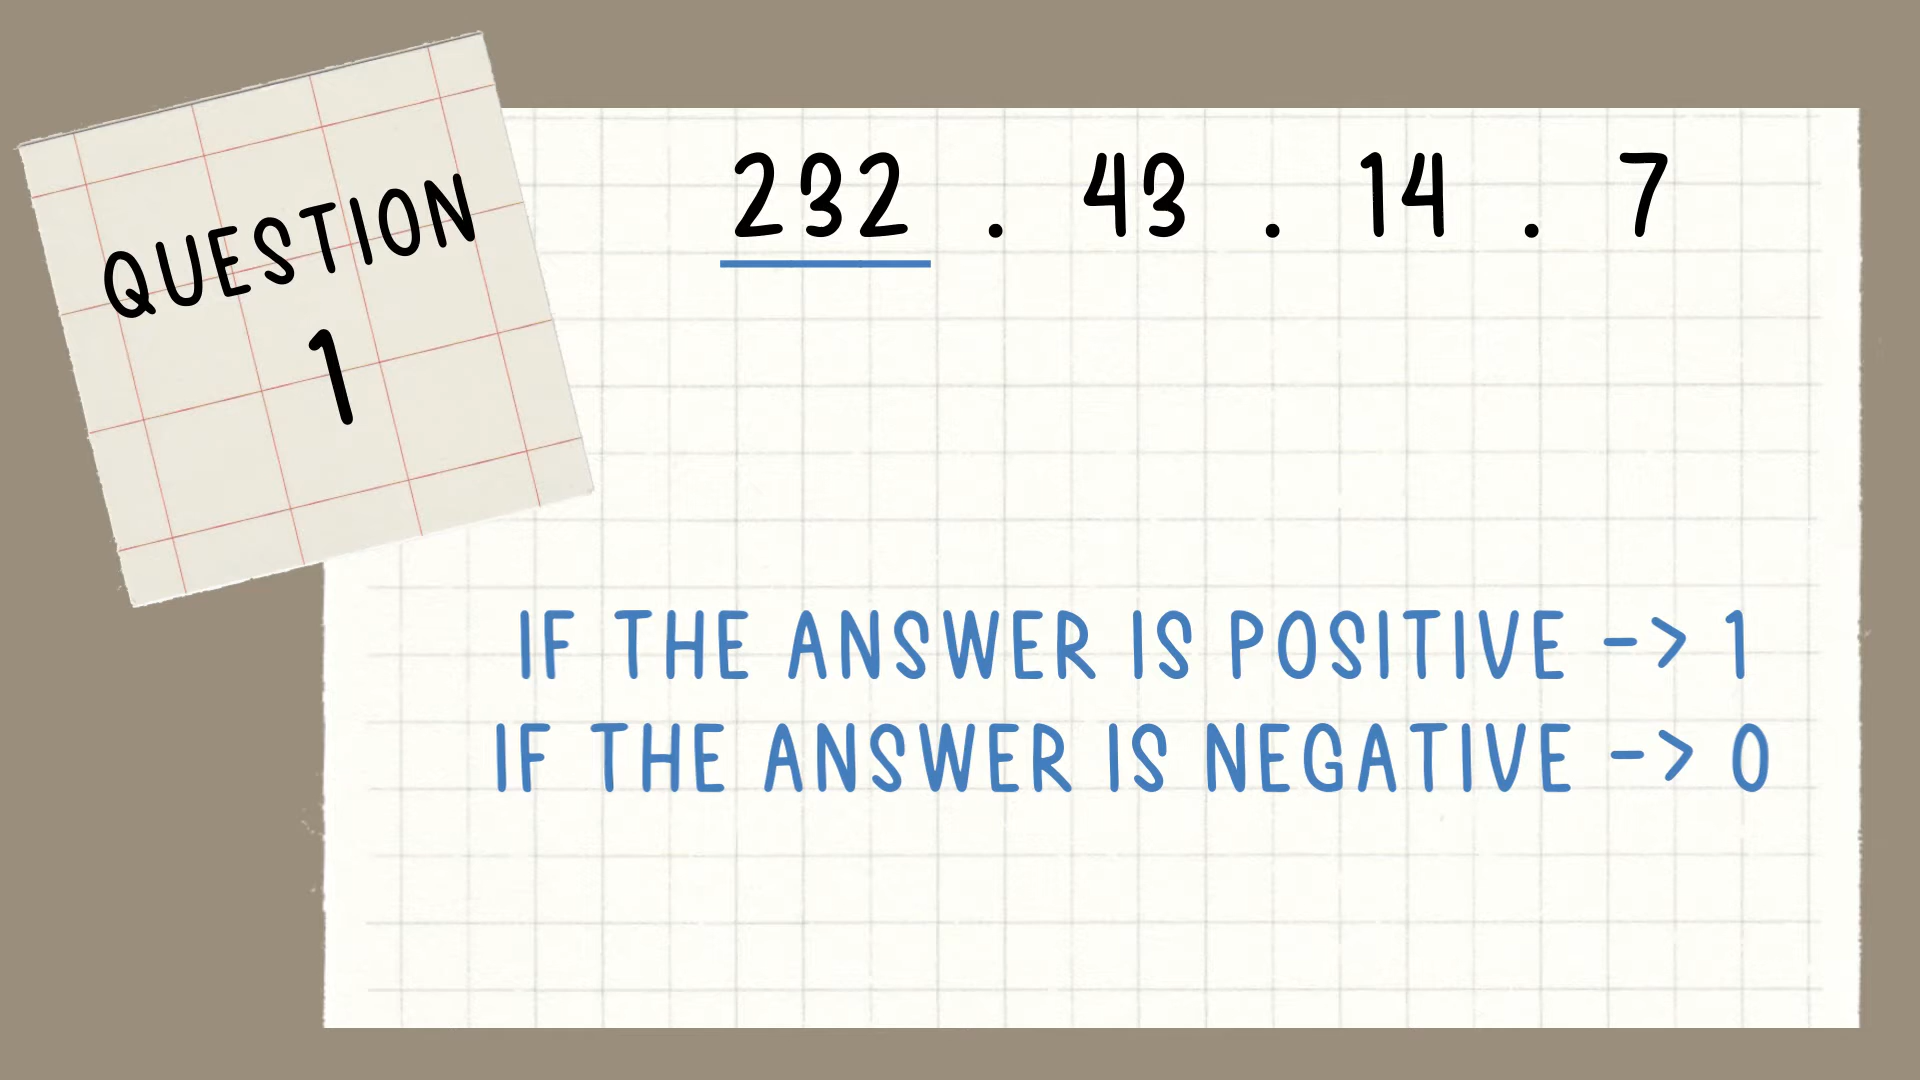 QUESTION
1
232 . 43 . 14 . 7
IF THE ANSWER IS POSITIVE -> 1
IF THE ANSWER IS NEGATIVE -> 0